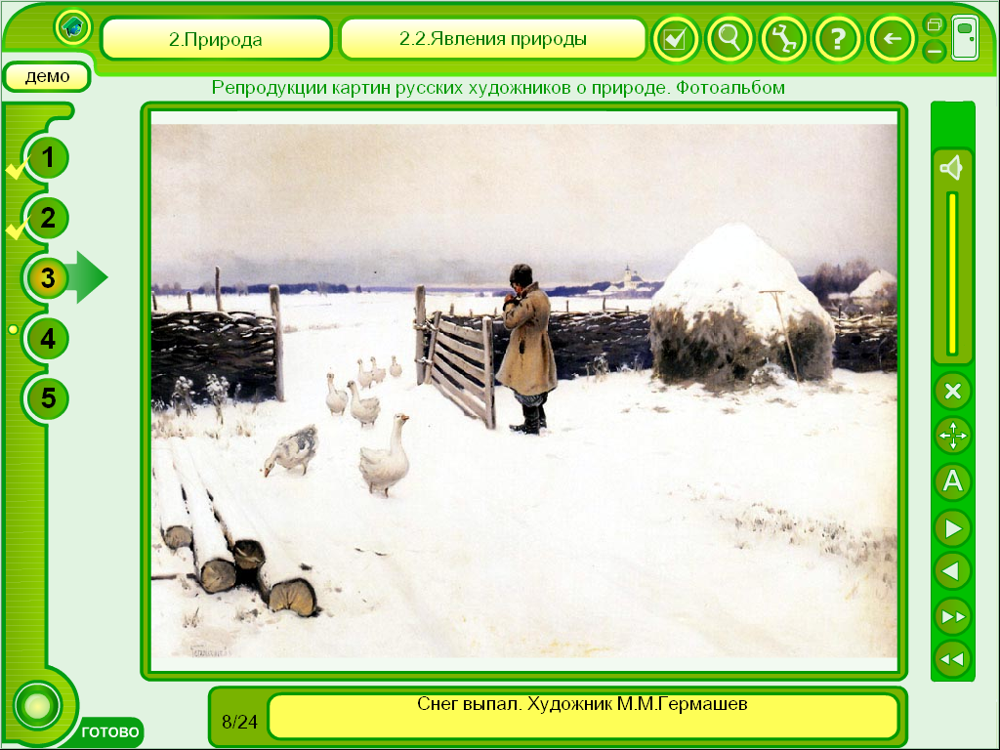 2.Природа
2.2.Явления природы
?
демо
Репродукции картин русских художников о природе. Фотоальбом
1
2
3
4
5
A
8/24
Снег выпал. Художник М.М.Гермашев
ГОТОВО